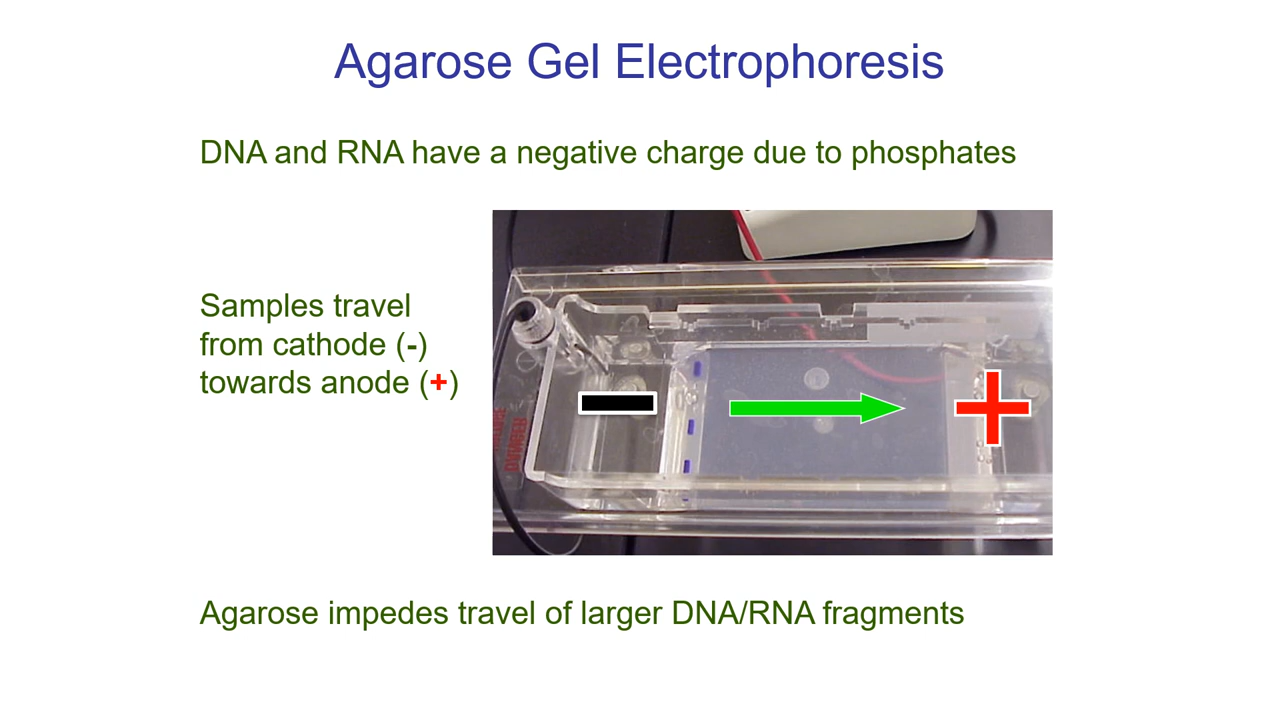 Agarose Gel Electrophoresis
DNA and RNA have a negative charge due to phosphates
Samples travel
from cathode (-)
towards anode (+)
Agarose impedes travel of larger DNA/RNA fragments